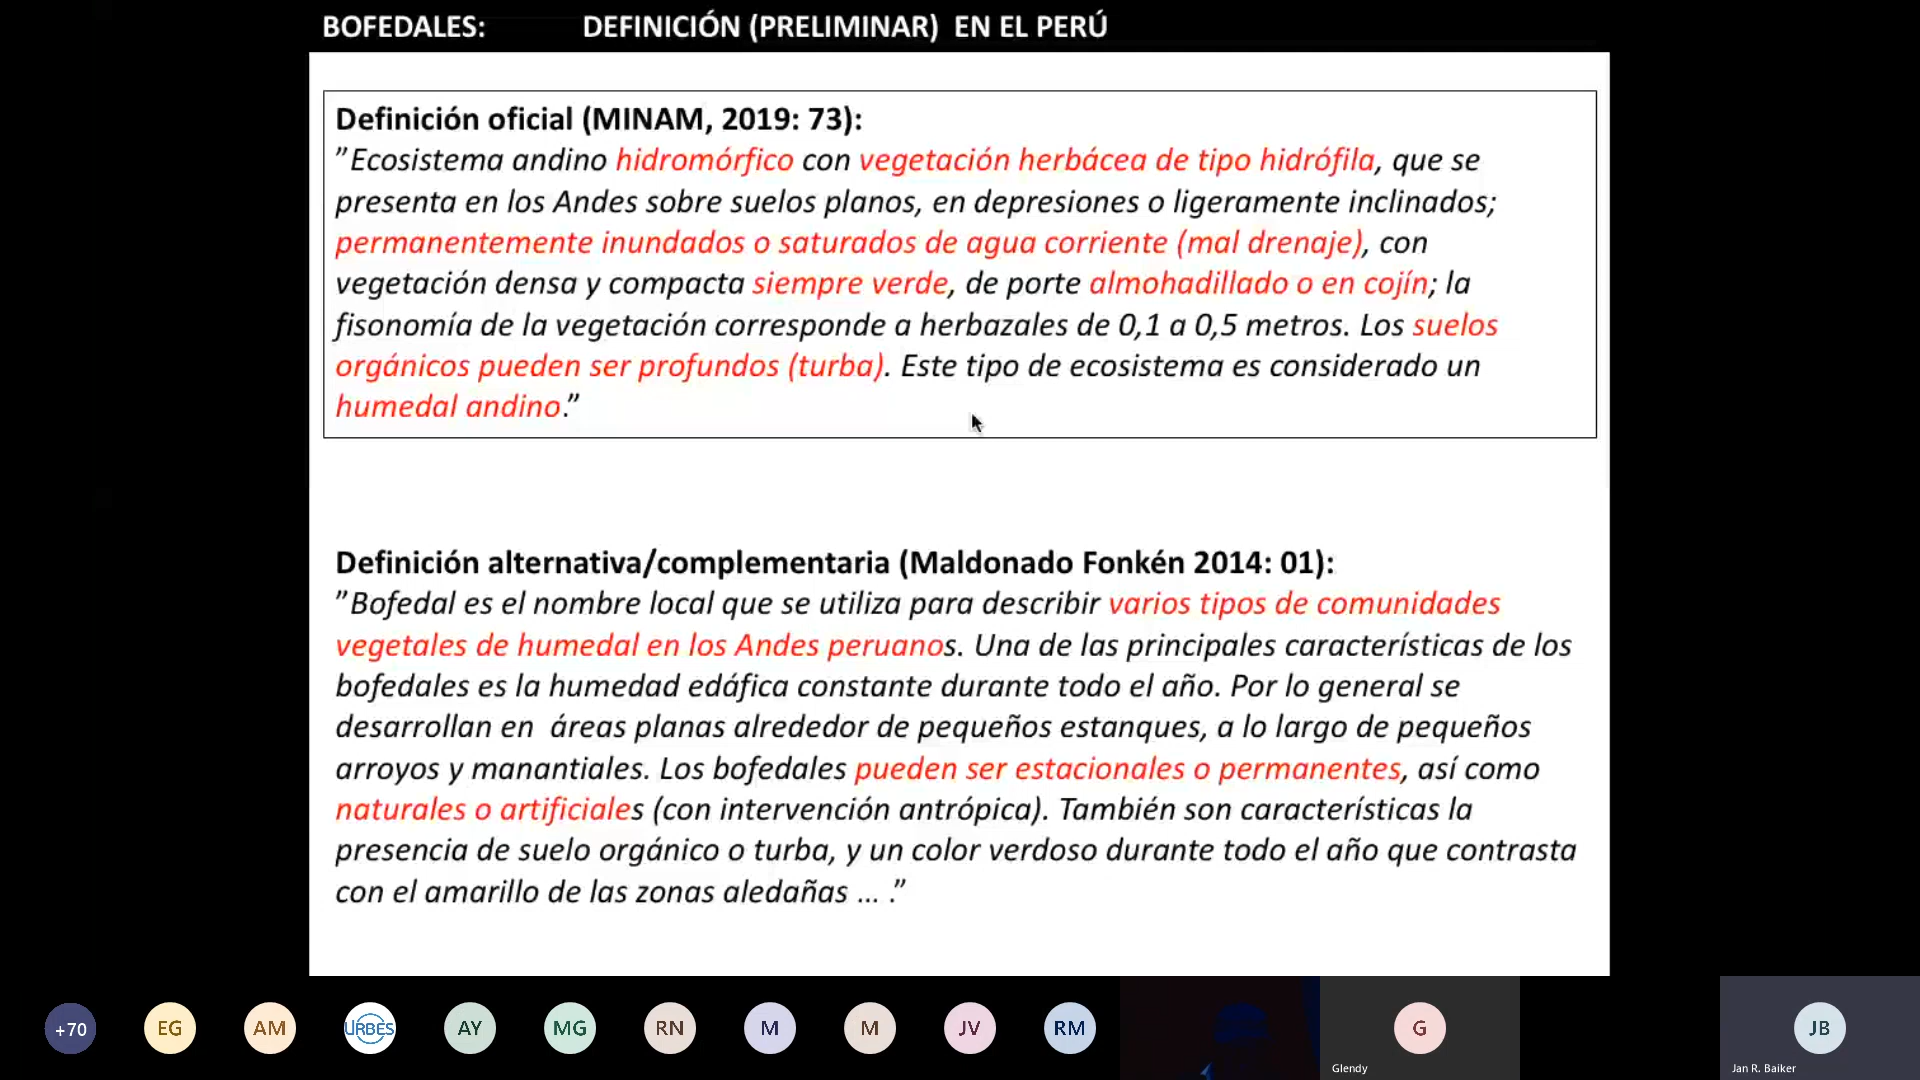 BOFEDALES: DEFINICIÓN (PRELIMINAR) EN EL PERÚ
Definición oficial (MINAM, 2019: 73):
”Ecosistema andino hidromórfico con vegetación herbácea de tipo hidrófila, que se
presenta en los Andes sobre suelos planos, en depresiones o ligeramente inclinados;
permanentemente inundados o saturados de agua corriente (mal drenaje), con
vegetación densa y compacta siempre verde, de porte almohadillado o en cojín; la
fisonomía de la vegetación corresponde a herbazales de 0,1 a 0,5 metros. Los suelos
orgánicos pueden ser profundos (turba). Este tipo de ecosistema es considerado un
humedal andino.”
Definición alternativa/complementaria (Maldonado Fonkén 2014: 01):
”Bofedal es el nombre local que se utiliza para describir varios tipos de comunidades
vegetales de humedal en los Andes peruanos. Una de las principales características de los
bofedales es la humedad edáfica constante durante todo el año. Por lo general se
desarrollan en áreas planas alrededor de pequeños estanques, a lo largo de pequeños
arroyos y manantiales. Los bofedales pueden ser estacionales o permanentes, así como
naturales o artificiales (con intervención antrópica). También son características la
presencia de suelo orgánico o turba, y un color verdoso durante todo el año que contrasta
con el amarillo de las zonas aledañas ... .”
+70 EG AM URBES AY MG RN M M JV RM G JB
Glendy Jan R. Baiker